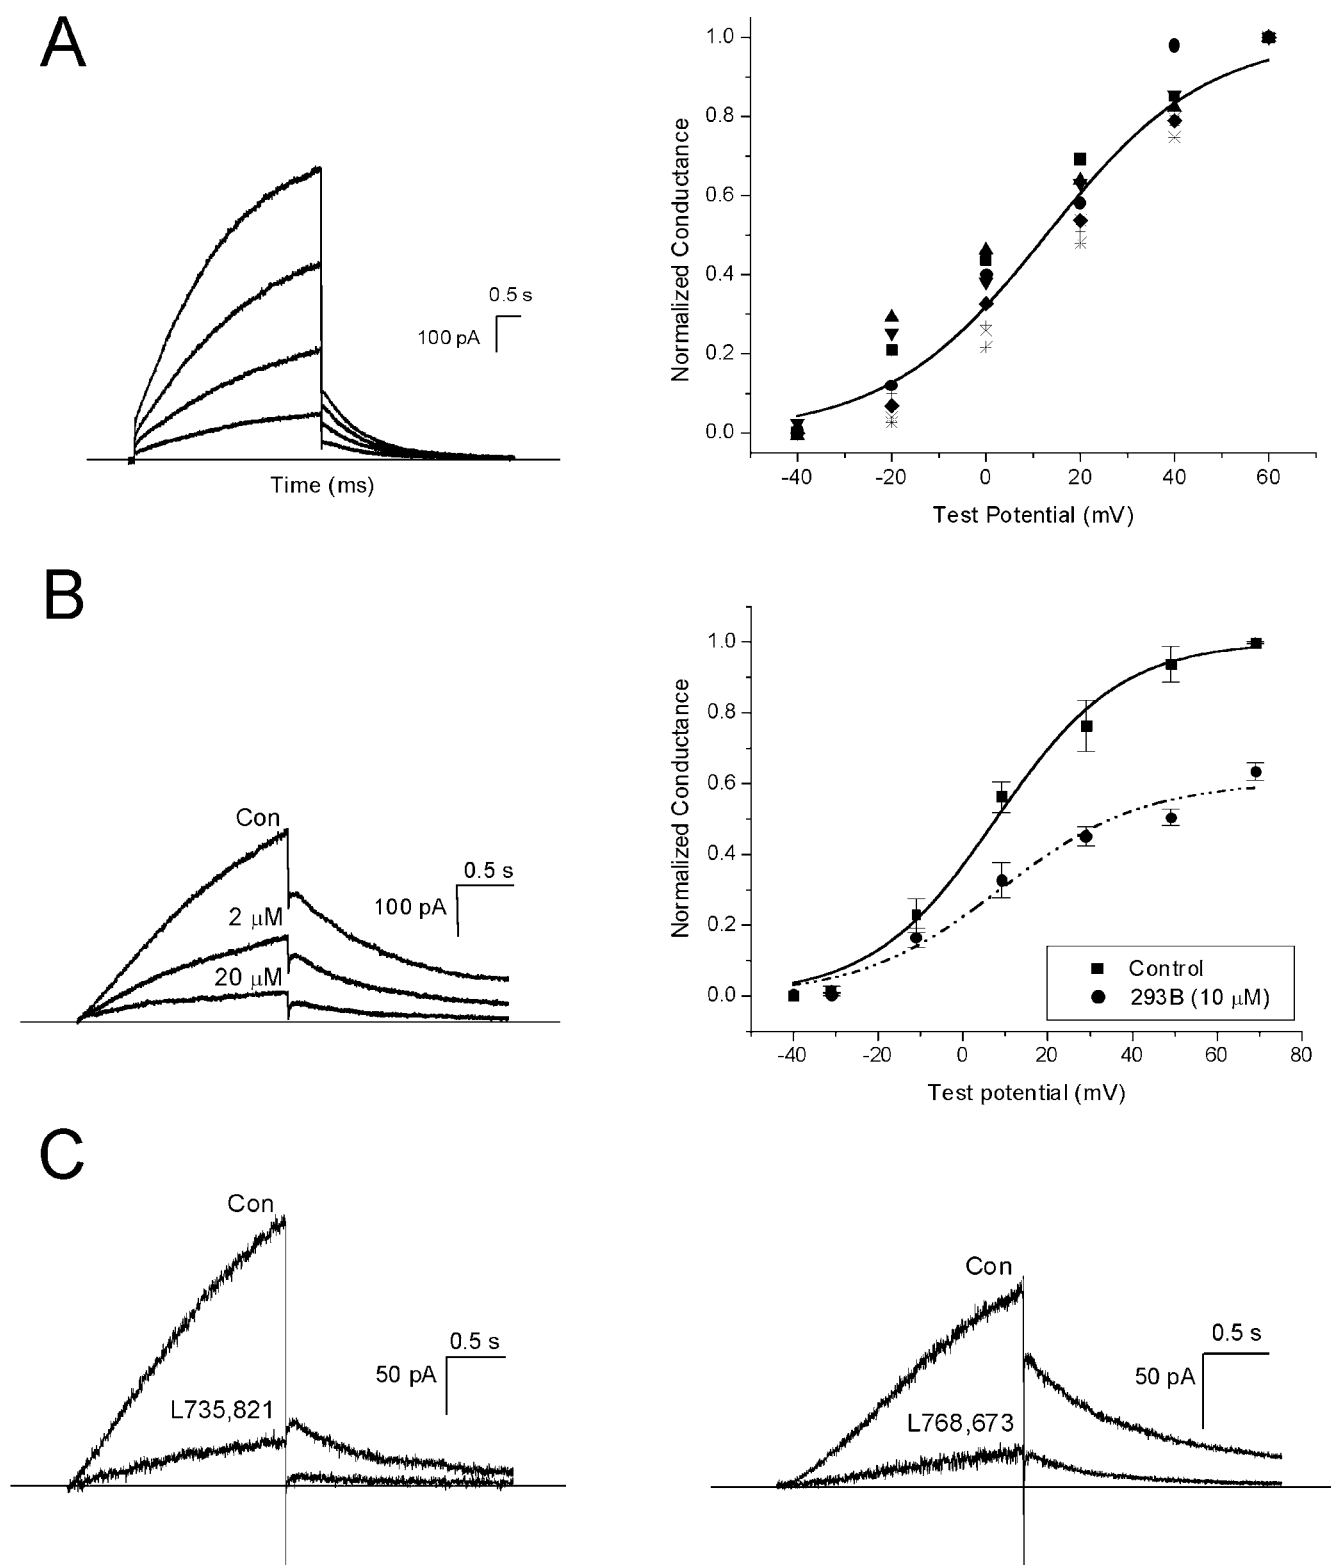 A
0.5 s
100 pA
Time (ms)
Normalized Conductance
1.0
0.8
0.6
0.4
0.2
0.0
-40 -20 0 20 40 60
Test Potential (mV)
B
Con
2 μM
20 μM
0.5 s
100 pA
Normalized Conductance
1.0
0.8
0.6
0.4
0.2
0.0
Control
293B (10 μM)
-40 -20 0 20 40 60 80
Test potential (mV)
C
Con
L735,821
0.5 s
50 pA
Con
L768,673
0.5 s
50 pA